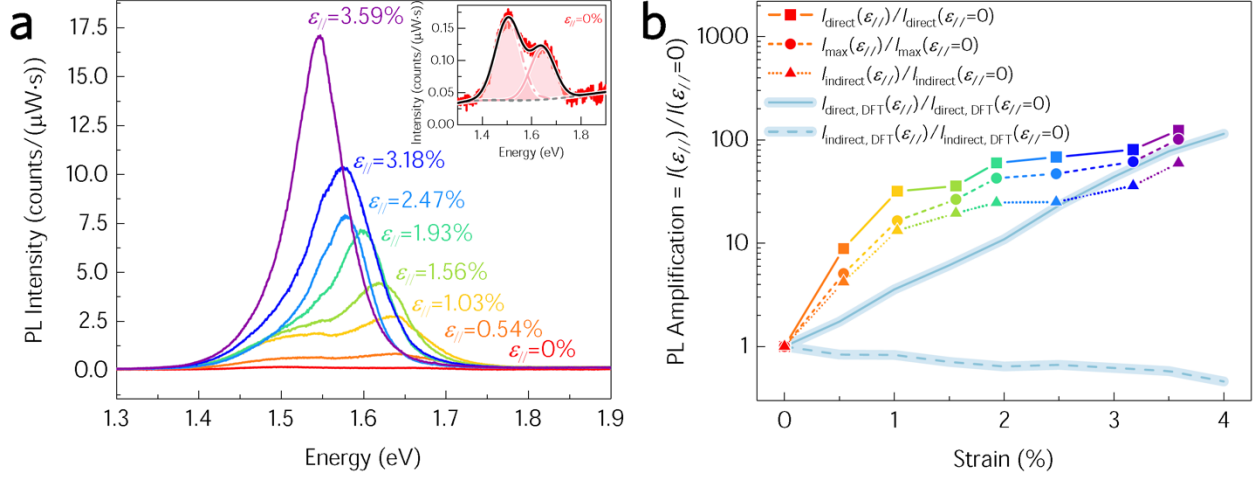 a
PL Intensity (counts/(μW·s))
17.5
15.0
12.5
10.0
7.5
5.0
2.5
0.0
1.3
1.4
1.5
1.6
1.7
1.8
1.9
Energy (eV)
ε//=3.59%
ε//=3.18%
ε//=2.47%
ε//=1.93%
ε//=1.56%
ε//=1.03%
ε//=0.54%
ε//=0%
Intensity (counts/(μW·s))
0.15
0.10
0.05
0.00
1.4
1.6
1.8
Energy (eV)
ε//=0%
b
PL Amplification = I(ε//)/I(ε//=0)
1000
100
10
1
0
1
2
3
4
Strain (%)
Idirect(ε//)/Idirect(ε//=0)
Imax(ε//)/Imax(ε//=0)
Iindirect(ε//)/Iindirect(ε//=0)
Idirect, DFT(ε//)/Idirect, DFT(ε//=0)
Iindirect, DFT(ε//)/Iindirect, DFT(ε//=0)